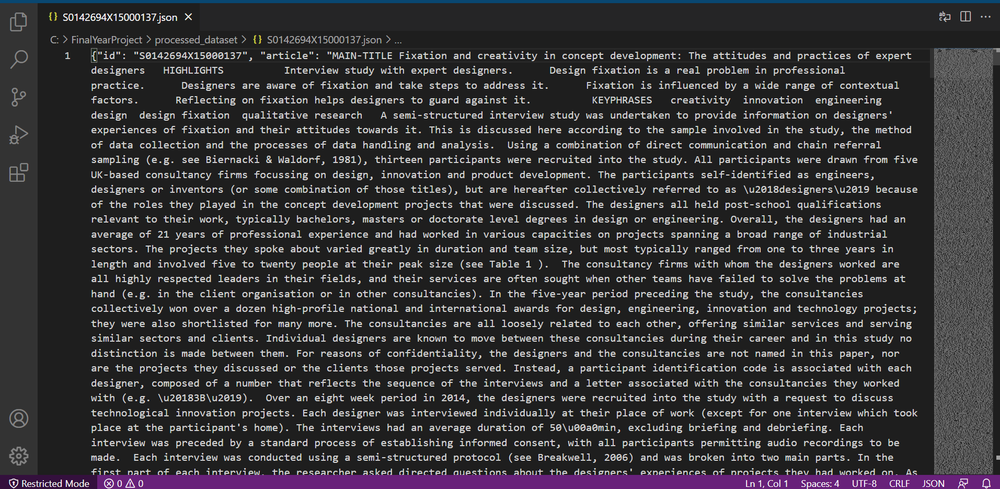 {} S0142694X15000137.json ×
C: > FinalYearProject > processed_dataset > {} S0142694X15000137.json > ...
1 {"id": "S0142694X15000137", "article": "MAIN-TITLE Fixation and creativity in concept development: The attitudes and practices of expert
designers   HIGHLIGHTS          Interview study with expert designers.      Design fixation is a real problem in professional
practice.      Designers are aware of fixation and take steps to address it.      Fixation is influenced by a wide range of contextual
factors.      Reflecting on fixation helps designers to guard against it.          KEYPHRASES   creativity  innovation  engineering
design  design fixation  qualitative research   A semi-structured interview study was undertaken to provide information on designers'
experiences of fixation and their attitudes towards it. This is discussed here according to the sample involved in the study, the method
of data collection and the processes of data handling and analysis.  Using a combination of direct communication and chain referral
sampling (e.g. see Biernacki & Waldorf, 1981), thirteen participants were recruited into the study. All participants were drawn from five
UK-based consultancy firms focussing on design, innovation and product development. The participants self-identified as engineers,
designers or inventors (or some combination of those titles), but are hereafter collectively referred to as \u2018designers\u2019 because
of the roles they played in the concept development projects that were discussed. The designers all held post-school qualifications
relevant to their work, typically bachelors, masters or doctorate level degrees in design or engineering. Overall, the designers had an
average of 21 years of professional experience and had worked in various capacities on projects spanning a broad range of industrial
sectors. The projects they spoke about varied greatly in duration and team size, but most typically ranged from one to three years in
length and involved five to twenty people at their peak size (see Table 1 ).  The consultancy firms with whom the designers worked are
all highly respected leaders in their fields, and their services are often sought when other teams have failed to solve the problems at
hand (e.g. in the client organisation or in other consultancies). In the five-year period preceding the study, the consultancies
collectively won over a dozen high-profile national and international awards for design, engineering, innovation and technology projects;
they were also shortlisted for many more. The consultancies are all loosely related to each other, offering similar services and serving
similar sectors and clients. Individual designers are known to move between these consultancies during their career and in this study no
distinction is made between them. For reasons of confidentiality, the designers and the consultancies are not named in this paper, nor
are the projects they discussed or the clients those projects served. Instead, a participant identification code is associated with each
designer, composed of a number that reflects the sequence of the interviews and a letter associated with the consultancies they worked
with (e.g. \u20183B\u2019).  Over an eight week period in 2014, the designers were recruited into the study with a request to discuss
technological innovation projects. Each designer was interviewed individually at their place of work (except for one interview which took
place at the participant's home). The interviews had an average duration of 50\u00a0min, excluding briefing and debriefing. Each
interview was preceded by a standard process of establishing informed consent, with all participants permitting audio recordings to be
made.  Each interview was conducted using a semi-structured protocol (see Breakwell, 2006) and was broken into two main parts. In the
first part of each interview, the researcher asked directed questions about the designers' experiences of projects they had worked on. As
Restricted Mode 0 0 Ln 1, Col 1 Spaces: 4 UTF-8 CRLF JSON